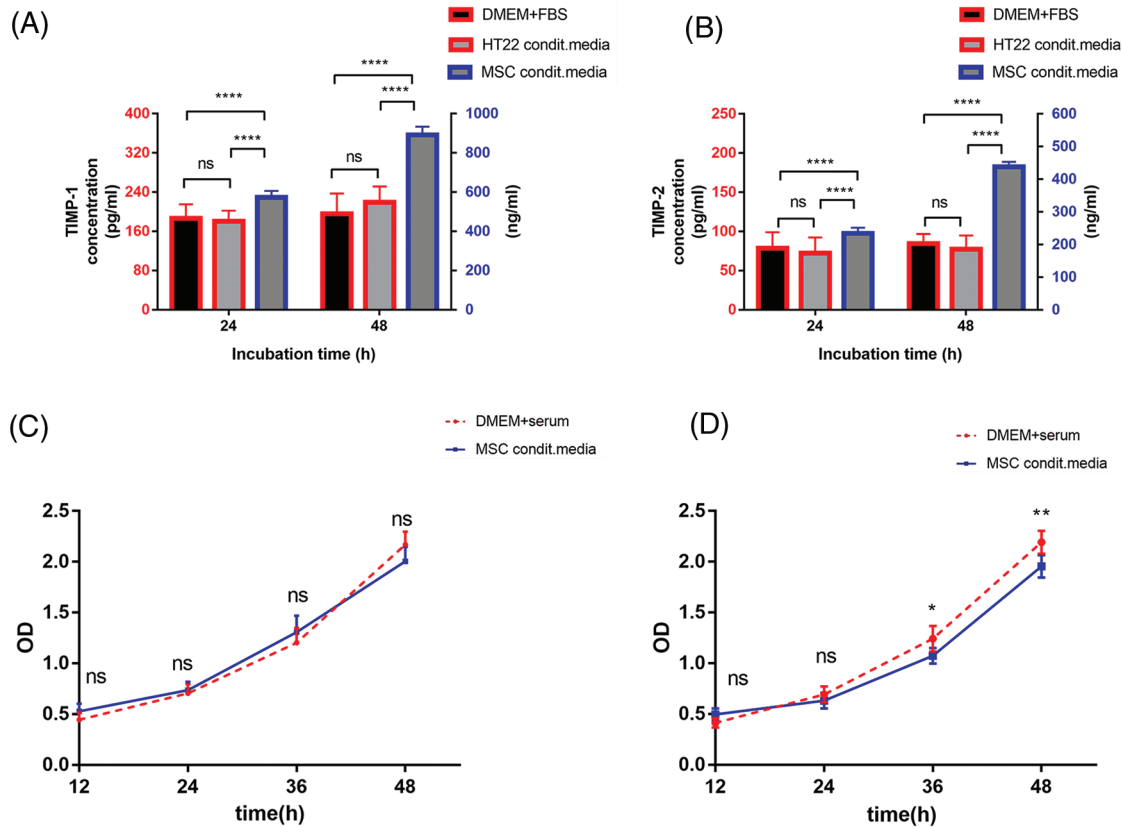 (A)
DMEM+FBS
HT22 condit.media
MSC condit.media
TIMP-1
concentration
(pg/ml)
400
320
240
160
80
0
1000
800
600
400
200
0
(ng/ml)
****
****
ns
****
****
ns
24
48
Incubation time (h)
(B)
DMEM+FBS
HT22 condit.media
MSC condit.media
TIMP-2
concentration
(pg/ml)
250
200
150
100
50
0
600
500
400
300
200
100
0
(ng/ml)
****
****
ns
****
****
ns
24
48
Incubation time (h)
(C)
DMEM+serum
MSC condit.media
OD
2.5
2.0
1.5
1.0
0.5
0.0
ns
ns
ns
ns
12
24
36
48
time(h)
(D)
DMEM+serum
MSC condit.media
OD
2.5
2.0
1.5
1.0
0.5
0.0
ns
ns
*
**
12
24
36
48
time(h)